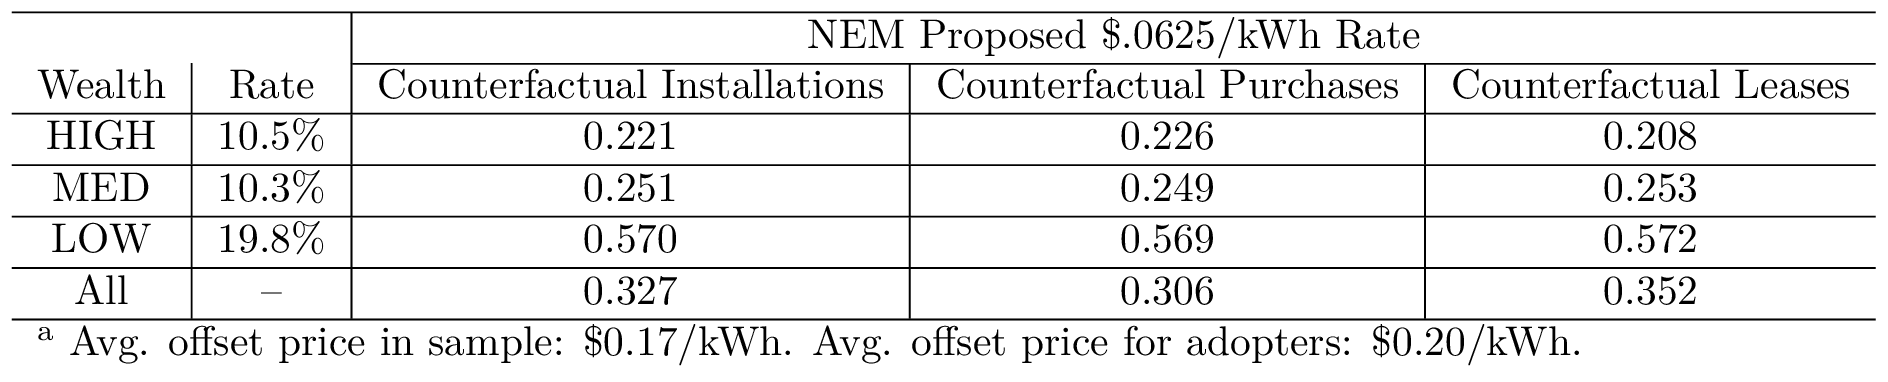 NEM Proposed $.0625/kWh Rate
Wealth Rate Counterfactual Installations Counterfactual Purchases Counterfactual Leases
HIGH 10.5% 0.221 0.226 0.208
MED 10.3% 0.251 0.249 0.253
LOW 19.8% 0.570 0.569 0.572
All – 0.327 0.306 0.352
a Avg. offset price in sample: $0.17/kWh. Avg. offset price for adopters: $0.20/kWh.